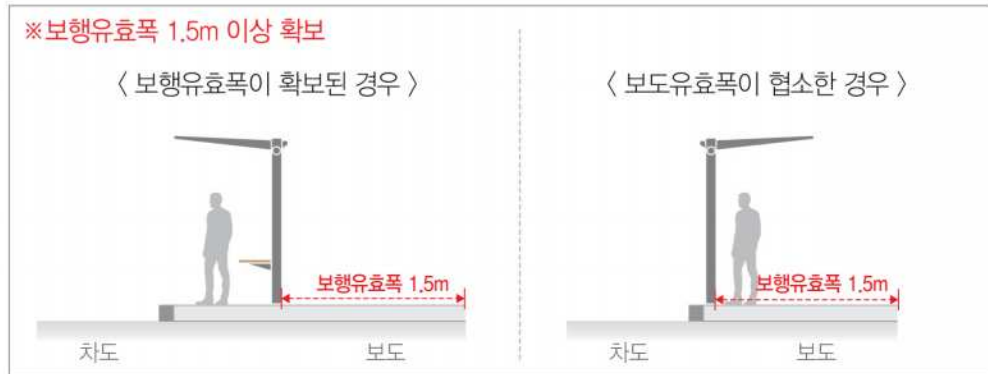 ※보행유효폭 1.5m 이상 확보
〈 보행유효폭이 확보된 경우 〉
보행유효폭 1.5m
차도
보도
〈 보도유효폭이 협소한 경우 〉
보행유효폭 1.5m
차도
보도